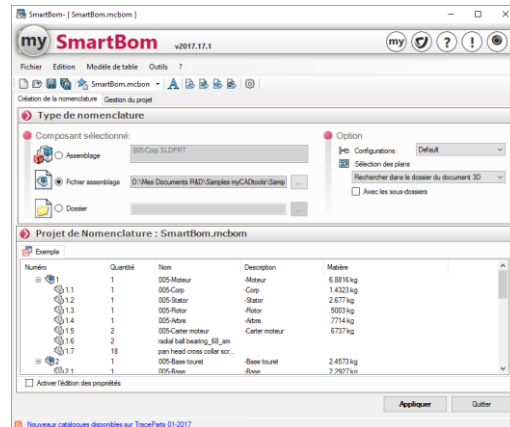 SmartBom- [ SmartBom.mcbom ]
my SmartBom v2017.17.1 my ? !
Fichier Edition Modèle de table Outils ?
SmartBom.mcbon A
Création de la nomenclature Gestion du projet
Type de nomenclature
Composant sélectionné: Option
Assemblage 005-Corp.SLDPRT Configurations: Default
Sélection des plans
Fichier assemblage D:\Mes Documents R&D\Samples myCADtools\Samp ... Rechercher dans le dossier du document 3D
Avec les sous-dossiers
Dossier ...
Projet de Nomenclature : SmartBom.mcbom
Exemple
Numéro Quantité Nom Description Matière
1 1 005-Moteur -Moteur 6.8816 kg
1.1 1 005-Corp -Corp 1.4323 kg
1.2 1 005-Stator -Stator 2.677 kg
1.3 1 005-Rotor -Rotor .5003 kg
1.4 1 005-Arbre -Arbre .7714 kg
1.5 2 005-Carter moteur -Carter moteur .6737 kg
1.6 2 radial ball bearing_68_am
1.7 18 pan head cross collar scr...
2 1 005-Base touret -Base touret 2.4573 kg
2.1 1 005-Base -Base 2.2927 kg
Activer l'édition des propriétés
Appliquer Quitter
Nouveaux catalogues disponibles sur TraceParts 01-2017